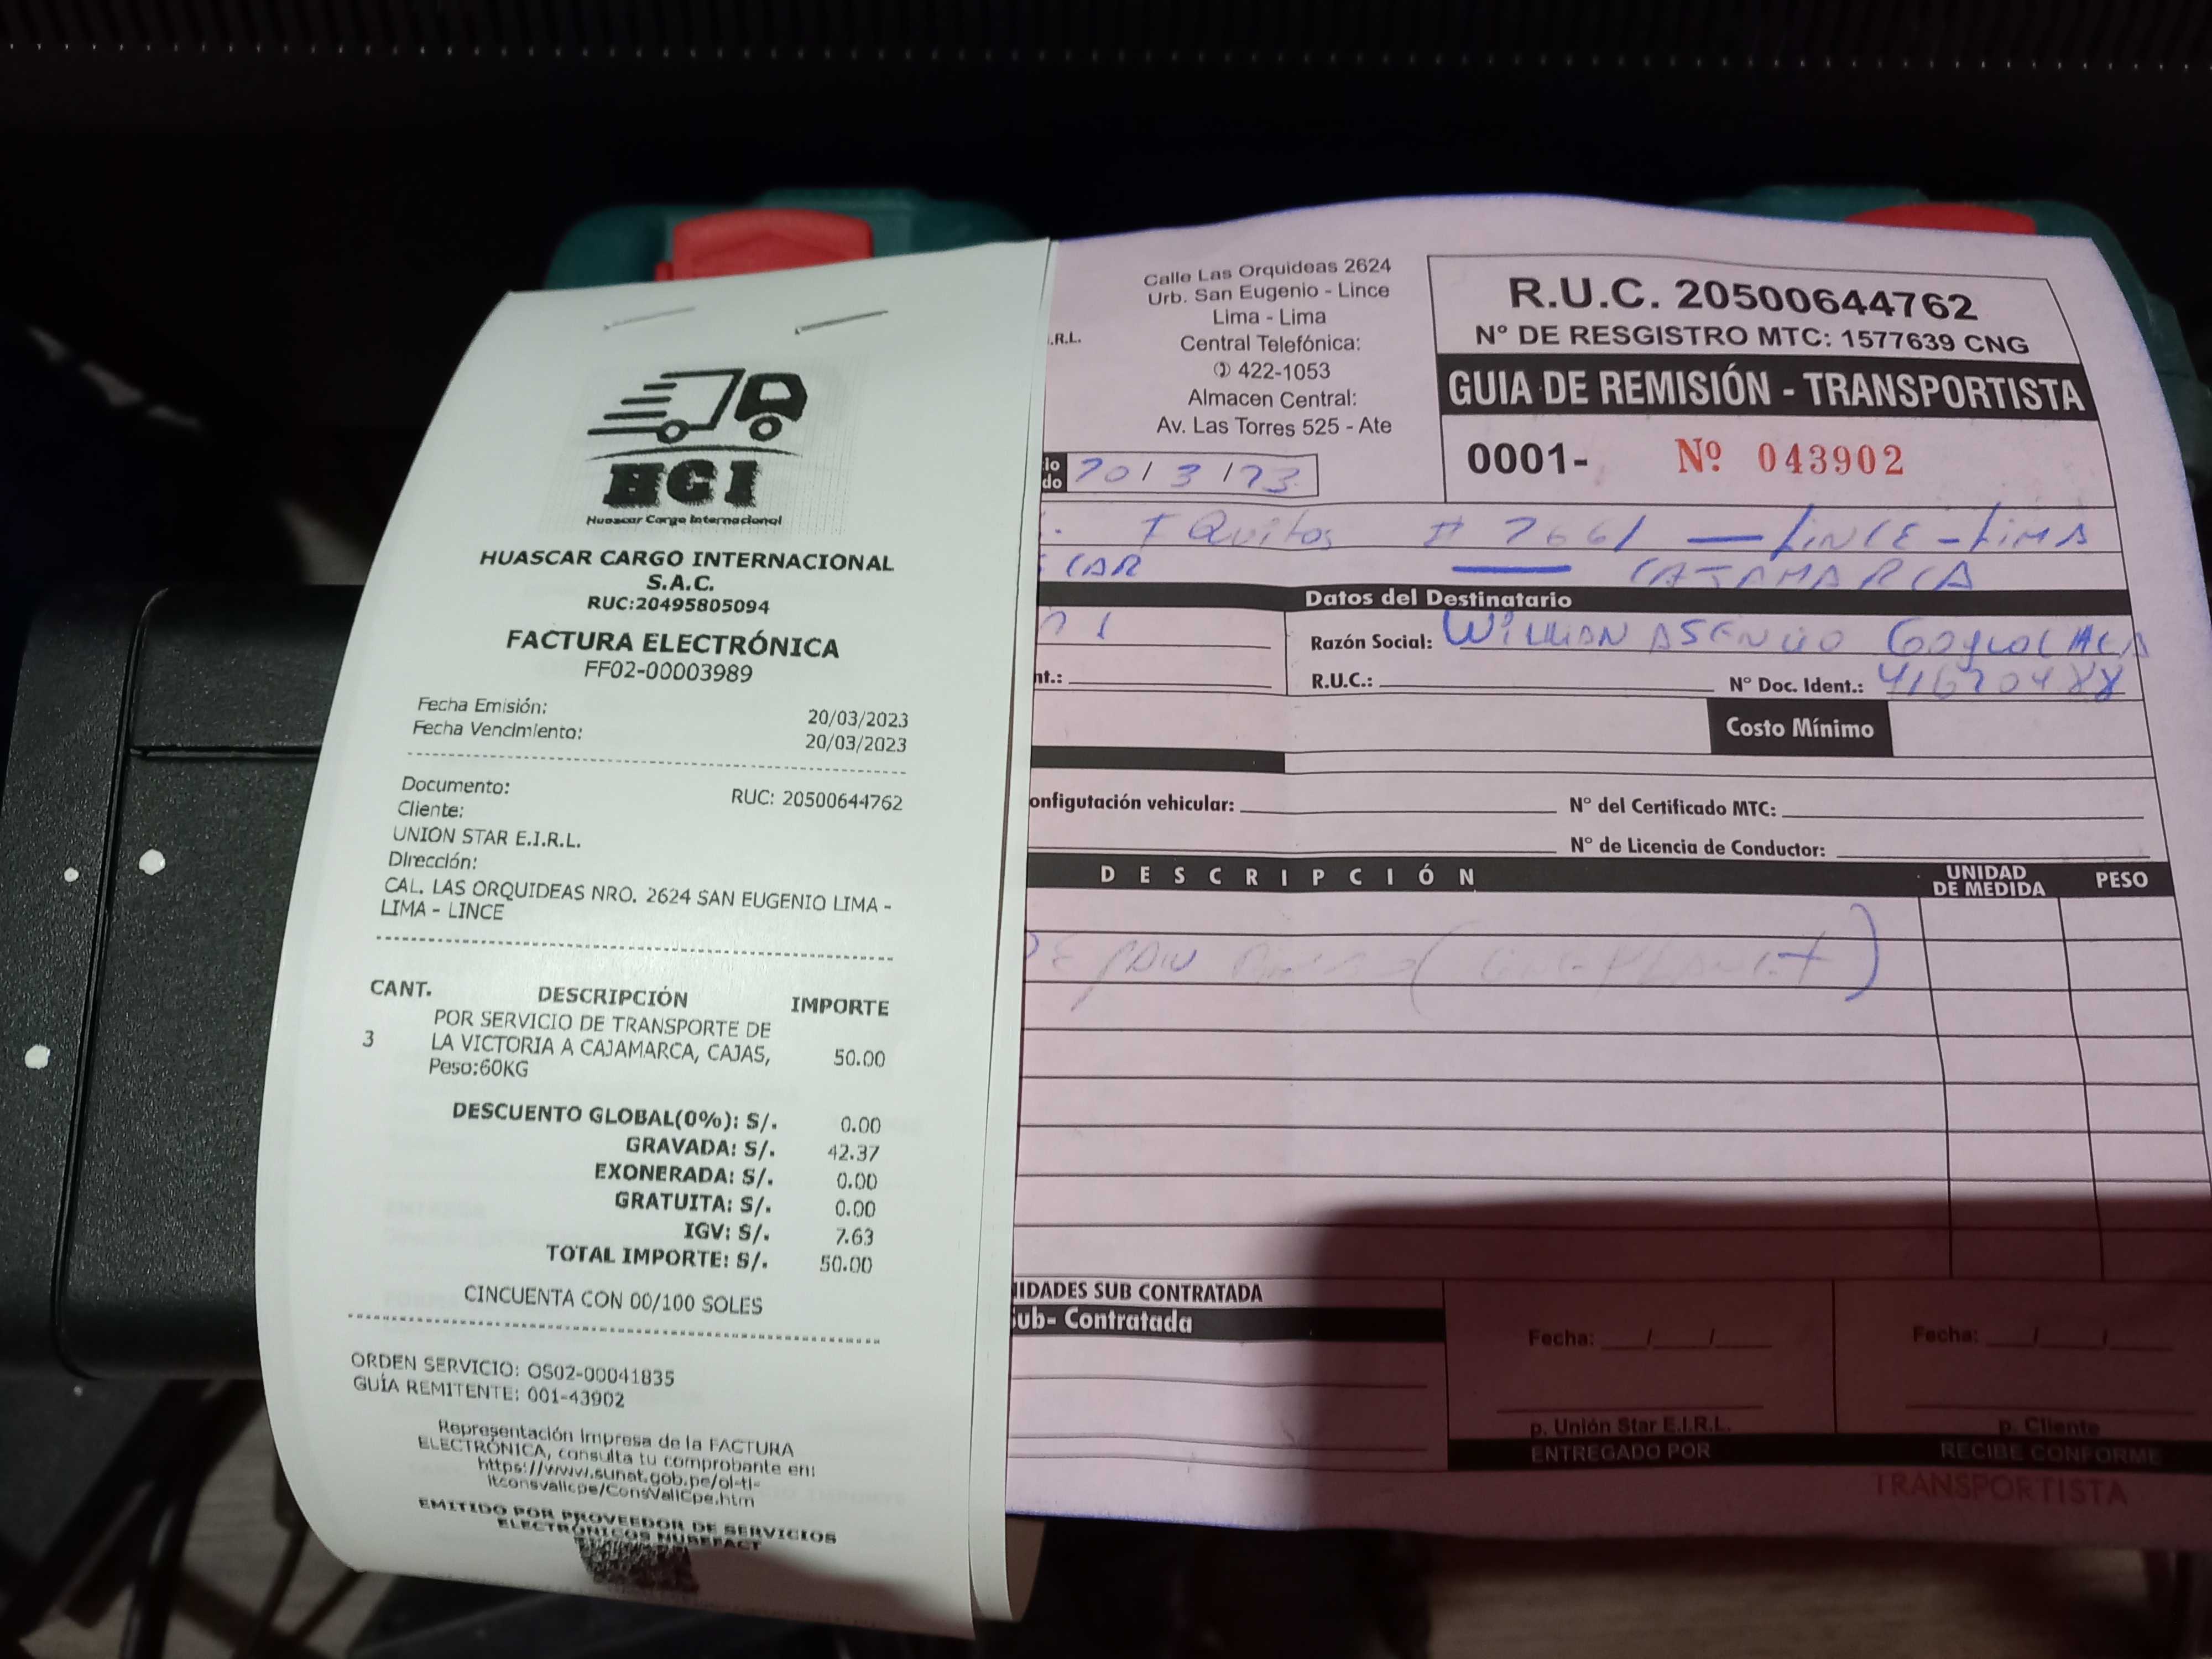 HCI
Huascar Cargo Internacional
HUASCAR CARGO INTERNACIONAL
S.A.C.
RUC:20495805094
FACTURA ELECTRÓNICA
FF02-00003989
Fecha Emisión: 20/03/2023
Fecha Vencimiento: 20/03/2023
Documento: RUC: 20500644762
Cliente:
UNION STAR E.I.R.L.
Dirección:
CAL. LAS ORQUIDEAS NRO. 2624 SAN EUGENIO LIMA -
LIMA - LINCE
CANT. DESCRIPCIÓN IMPORTE
POR SERVICIO DE TRANSPORTE DE
3 LA VICTORIA A CAJAMARCA, CAJAS, 50.00
Peso:60KG
DESCUENTO GLOBAL(0%): S/. 0.00
GRAVADA: S/. 42.37
EXONERADA: S/. 0.00
GRATUITA: S/. 0.00
IGV: S/. 7.63
TOTAL IMPORTE: S/. 50.00
CINCUENTA CON 00/100 SOLES
ORDEN SERVICIO: OS02-00041835
GUÍA REMITENTE: 001-43902
Representación impresa de la FACTURA
ELECTRÓNICA, consulta tu comprobante en:
https://www.sunat.gob.pe/ol-ti-
itconsvalicpe/ConsValiCpe.htm
EMITIDO POR PROVEEDOR DE SERVICIOS
ELECTRÓNICOS NUBEFACT
.R.L.
Calle Las Orquideas 2624
Urb. San Eugenio - Lince
Lima - Lima
Central Telefónica:
422-1053
Almacen Central:
Av. Las Torres 525 - Ate
R.U.C. 20500644762
N° DE RESGISTRO MTC: 1577639 CNG
GUIA DE REMISIÓN - TRANSPORTISTA
0001- Nº 043902
io
do 20/3/23
IQuitos # 2661 — LINCE - LIMA
CAR — CAJAMARCA
Datos del Destinatario
Razón Social: WILLIAN ASENCIO
nt.: R.U.C.: N° Doc. Ident.:
Costo Mínimo
onfigutación vehicular: N° del Certificado MTC:
N° de Licencia de Conductor:
DESCRIPCIÓN UNIDAD DE MEDIDA PESO
DE
IDADES SUB CONTRATADA
ub- Contratada
Fecha: / / Fecha: / /
p. Unión Star E.I.R.L. p. Cliente
ENTREGADO POR RECIBE CONFORME
TRANSPORTISTA